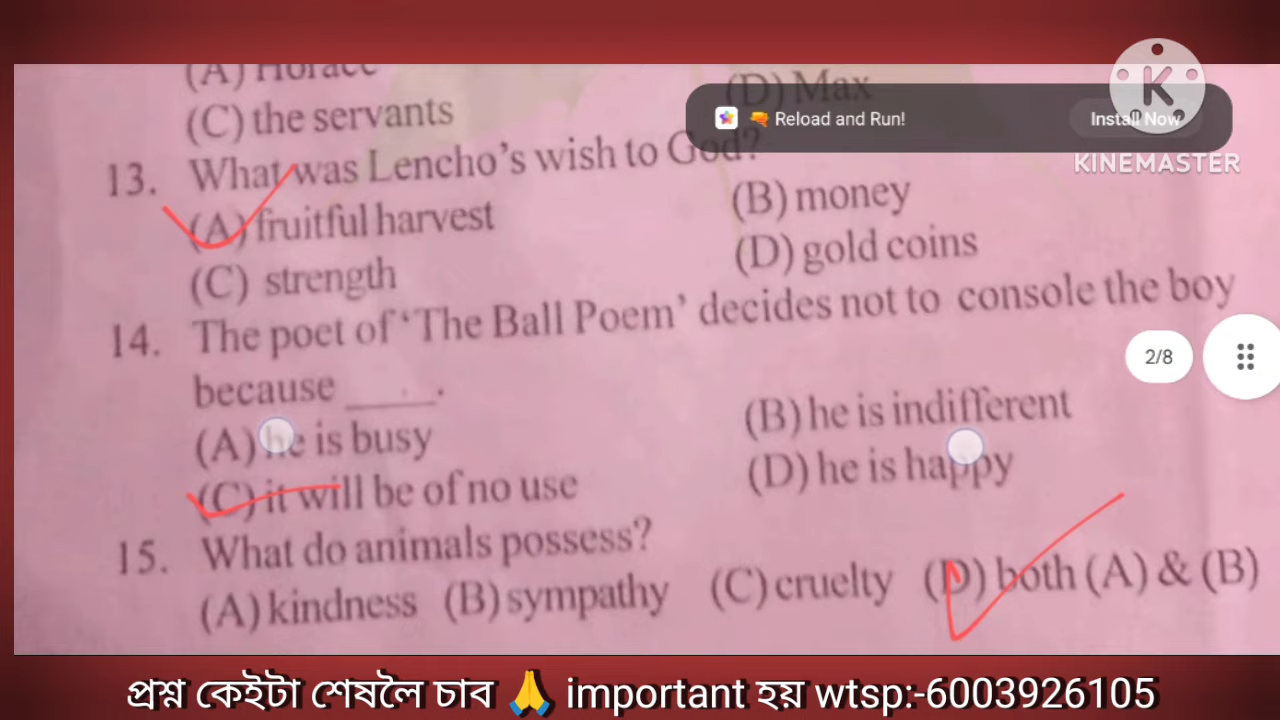 (A) Horace
(D) Max
(C) the servants
Reload and Run!
Install Now
KINEMASTER
13. What was Lencho's wish to God?
(A) fruitful harvest (B) money
(C) strength (D) gold coins
14. The poet of 'The Ball Poem' decides not to console the boy
because _____.
2/8
(A) he is busy (B) he is indifferent
(C) it will be of no use (D) he is happy
15. What do animals possess?
(A) kindness (B) sympathy (C) cruelty (D) both (A) & (B)
প্ৰশ্ন কেইটা শেষলৈ চাব 🙏 important হয় wtsp:-6003926105